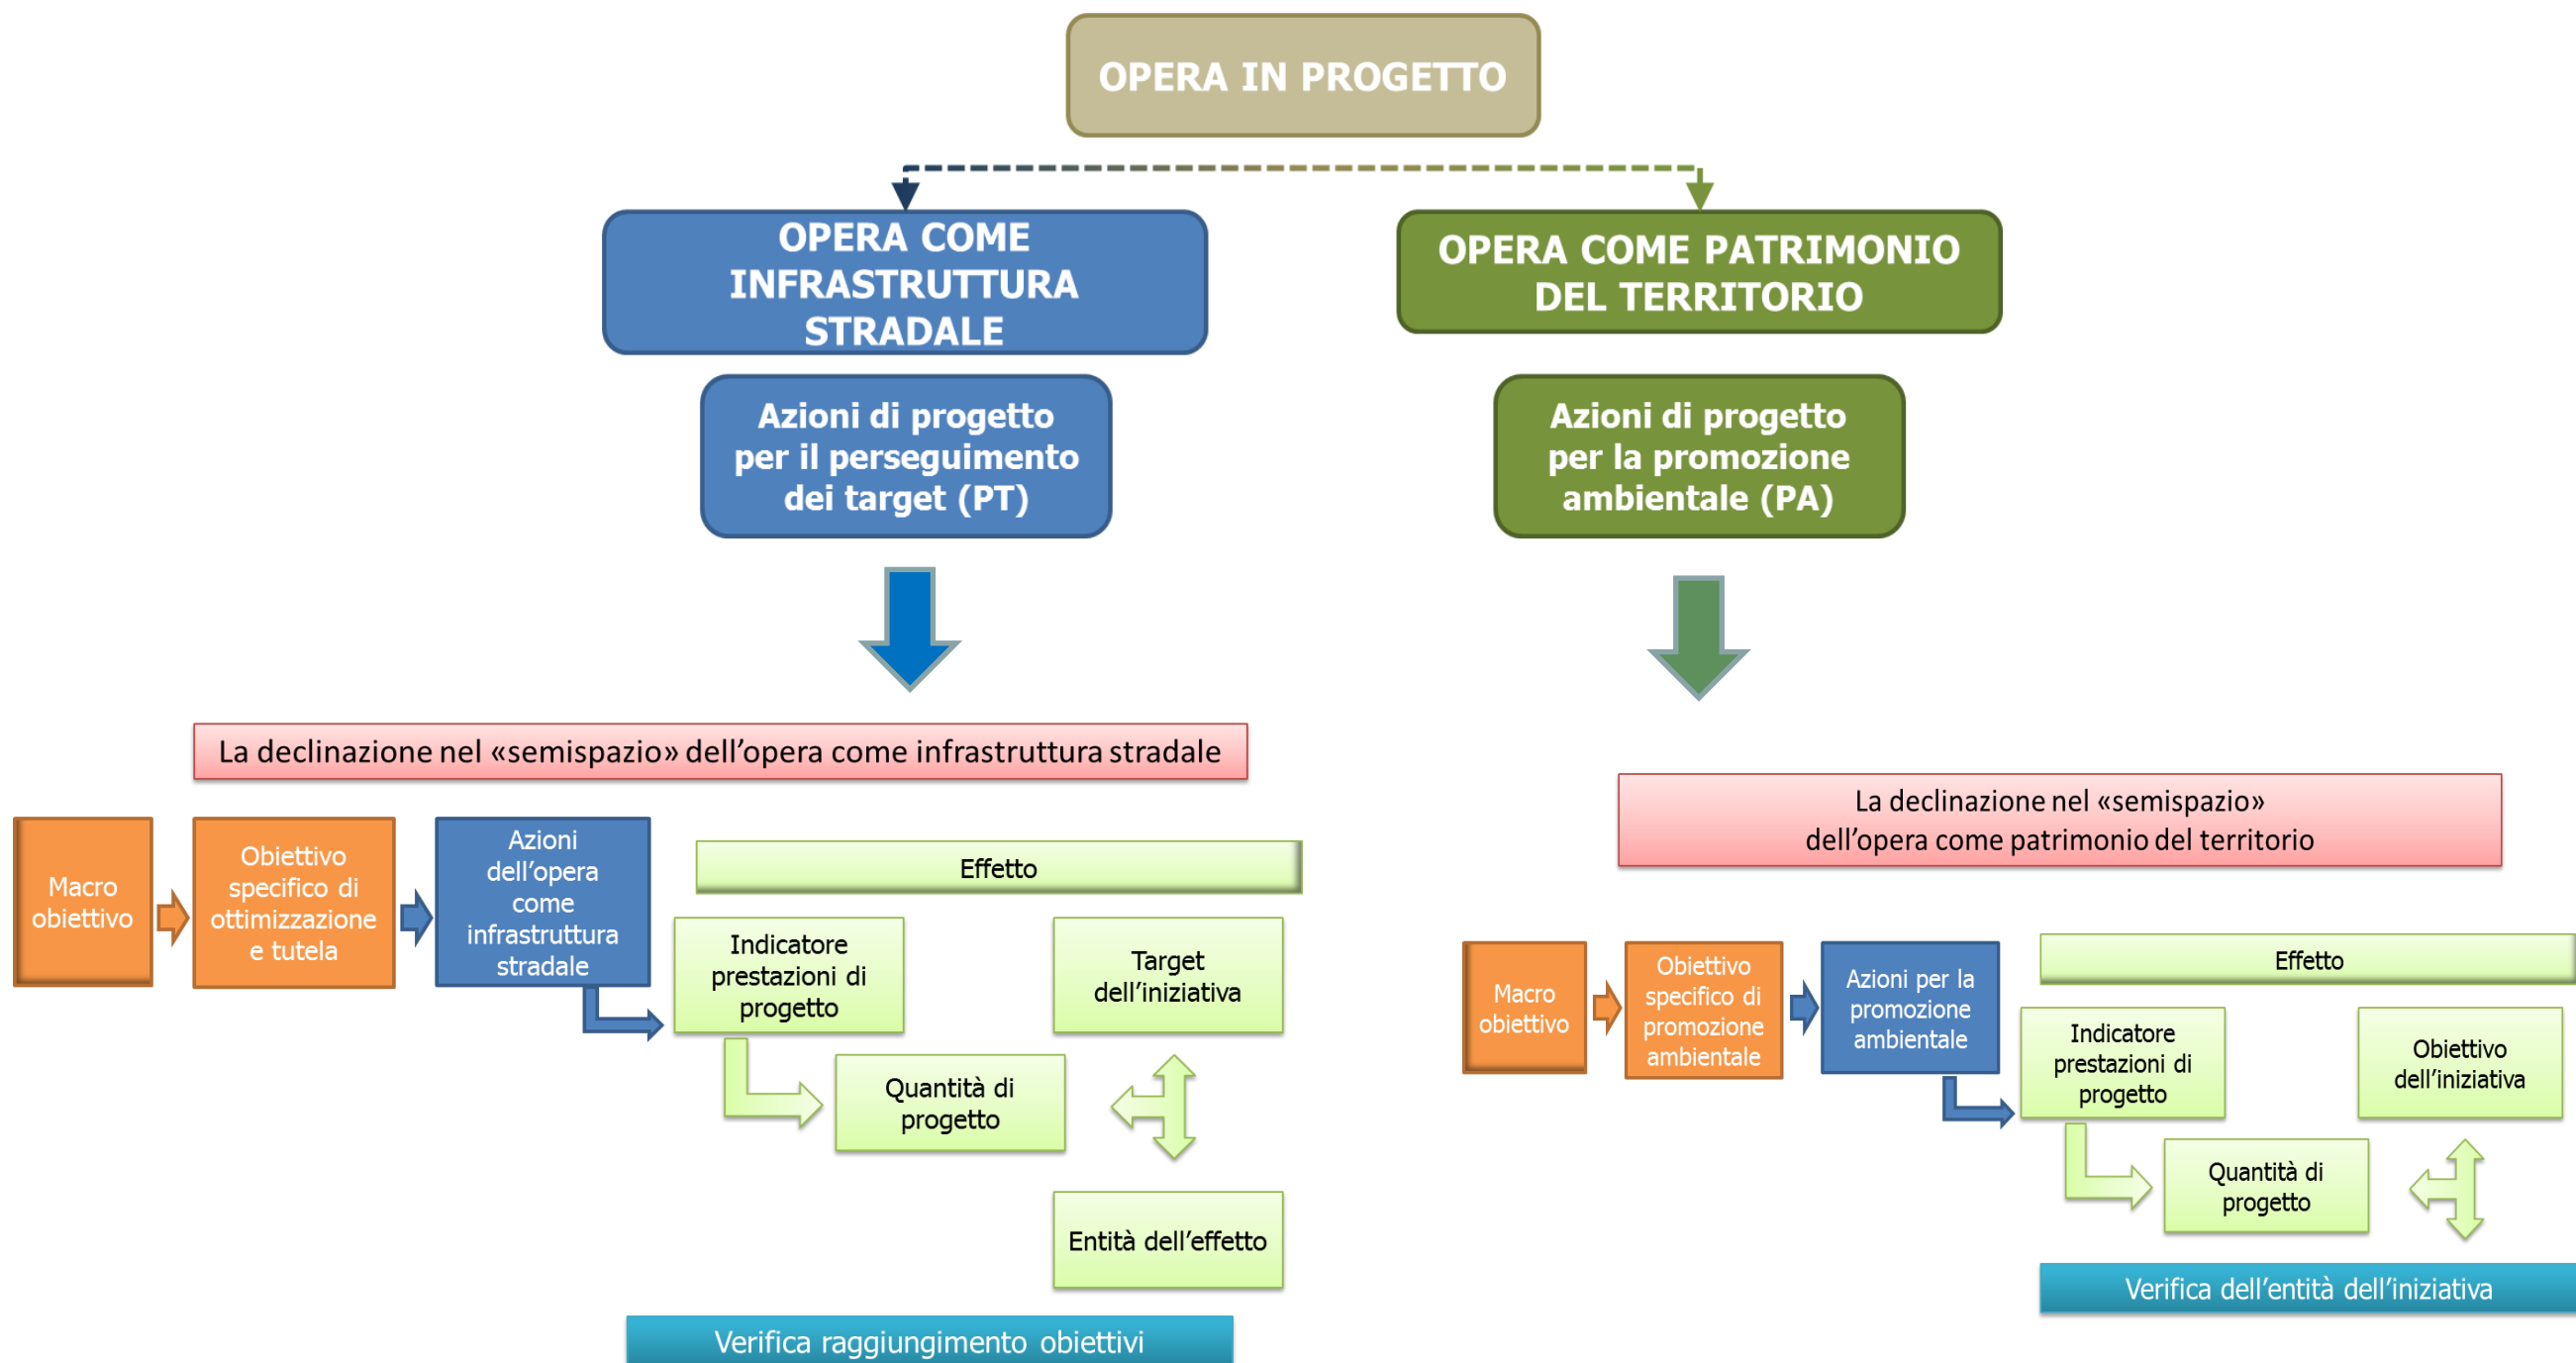 OPERA IN PROGETTO
OPERA COME
INFRASTRUTTURA
STRADALE
Azioni di progetto
per il perseguimento
dei target (PT)
OPERA COME PATRIMONIO
DEL TERRITORIO
Azioni di progetto
per la promozione
ambientale (PA)
La declinazione nel «semispazio» dell’opera come infrastruttura stradale
Macro
obiettivo
Obiettivo
specifico di
ottimizzazione
e tutela
Azioni
dell’opera
come
infrastruttura
stradale
Effetto
Indicatore
prestazioni di
progetto
Target
dell’iniziativa
Quantità di
progetto
Entità dell’effetto
Verifica raggiungimento obiettivi
La declinazione nel «semispazio»
dell’opera come patrimonio del territorio
Macro
obiettivo
Obiettivo
specifico di
promozione
ambientale
Azioni per la
promozione
ambientale
Effetto
Indicatore
prestazioni di
progetto
Obiettivo
dell’iniziativa
Quantità di
progetto
Verifica dell’entità dell’iniziativa